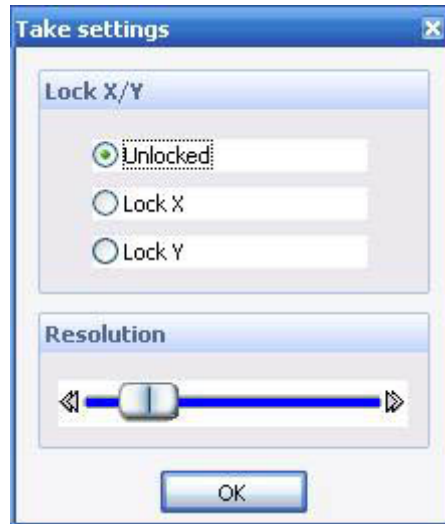 Take settings
Lock X/Y
Unlocked
Lock X
Lock Y
Resolution
OK